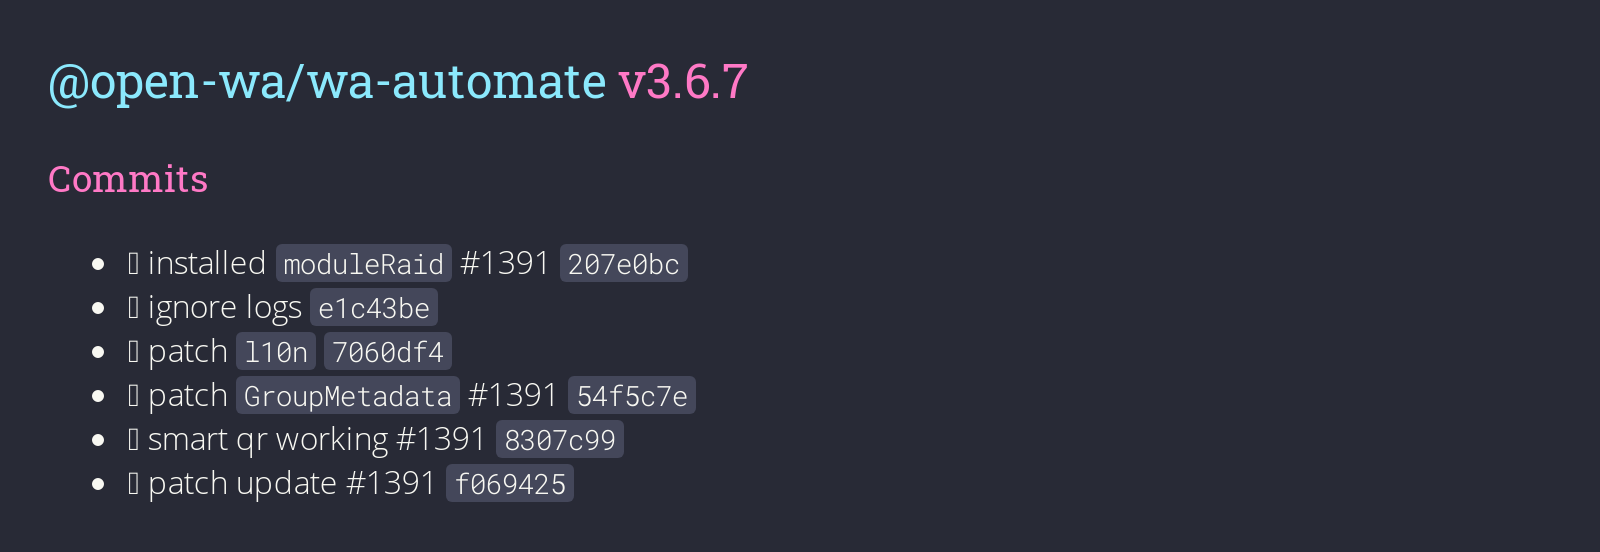 @open-wa/wa-automate v3.6.7
Commits
• installed moduleRaid #1391 207e0bc
• ignore logs e1c43be
• patch l10n 7060df4
• patch GroupMetadata #1391 54f5c7e
• smart qr working #1391 8307c99
• patch update #1391 f069425